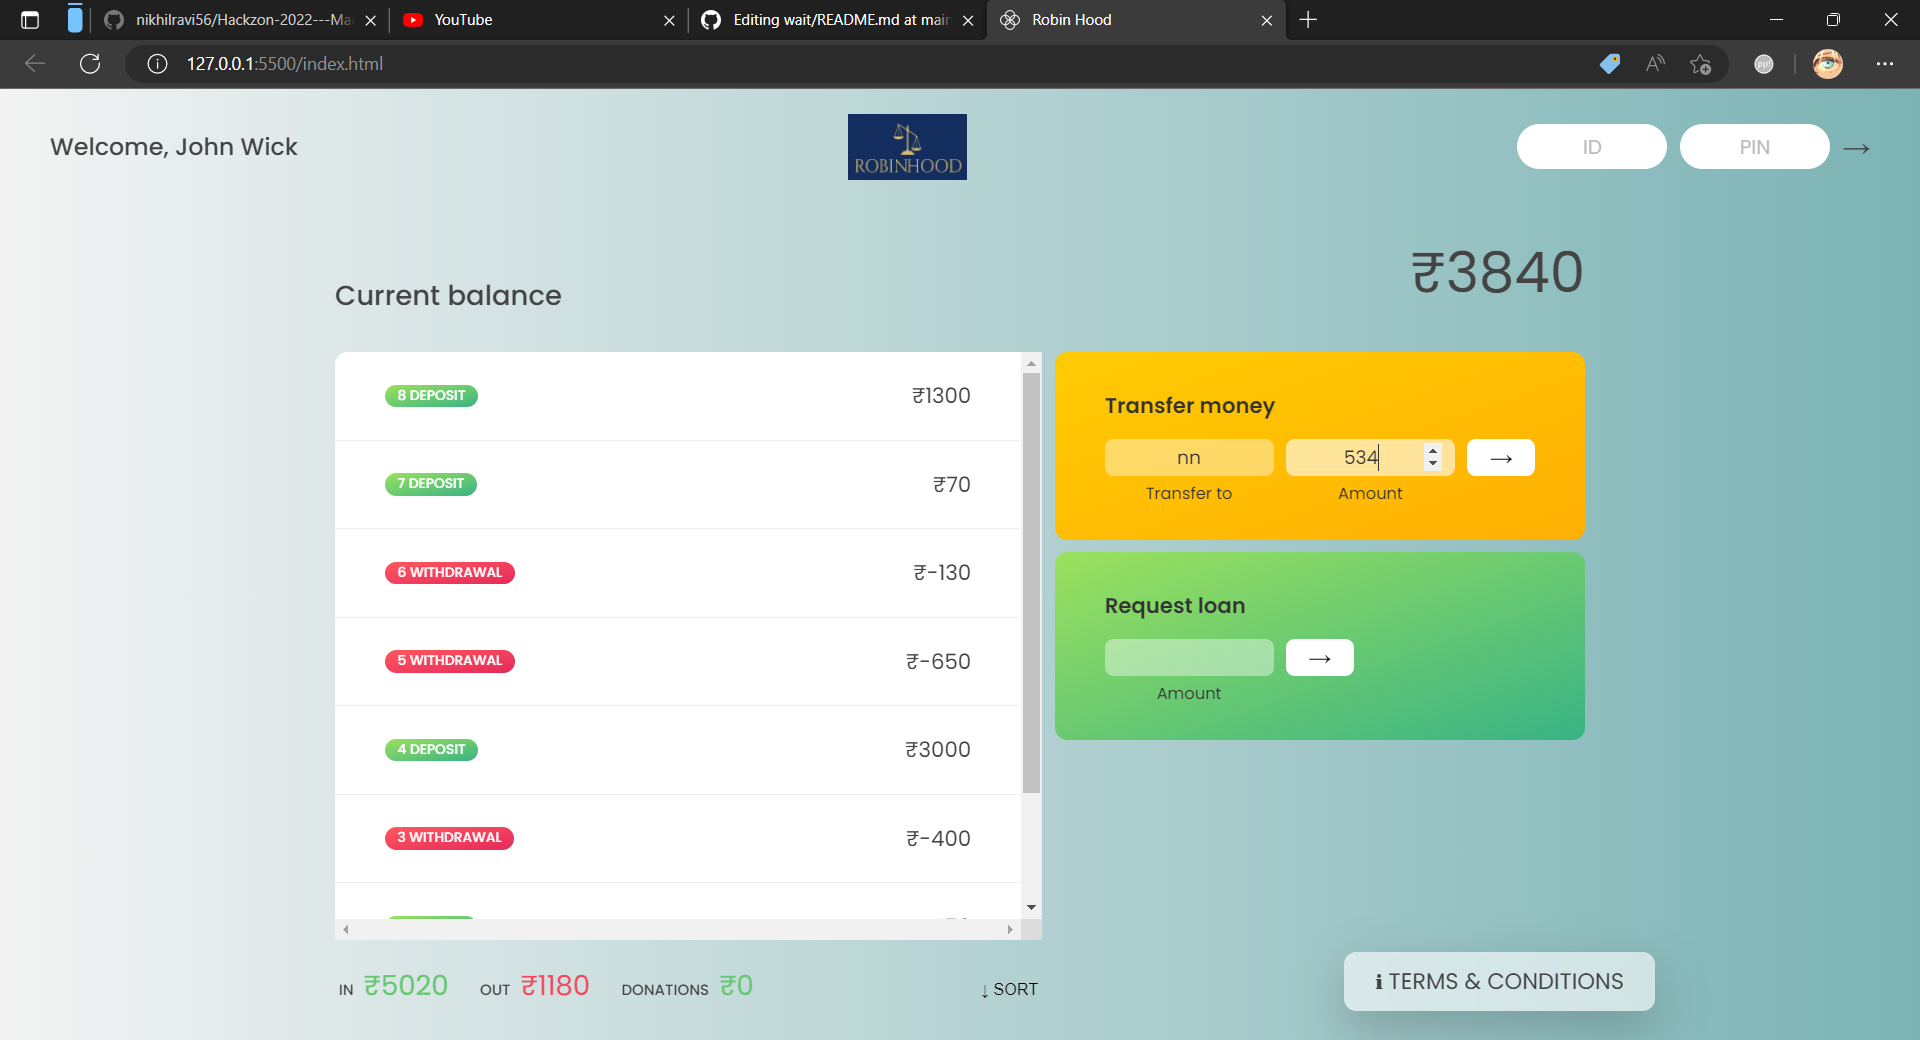 nikhilravi56/Hackzon-2022---Ma
YouTube
Editing wait/README.md at mair
Robin Hood
127.0.0.1:5500/index.html
Welcome, John Wick
ROBINHOOD
ID
PIN
→
Current balance
₹3840
8 DEPOSIT ₹1300
7 DEPOSIT ₹70
6 WITHDRAWAL ₹-130
5 WITHDRAWAL ₹-650
4 DEPOSIT ₹3000
3 WITHDRAWAL ₹-400
Transfer money
nn 534 →
Transfer to Amount
Request loan
→
Amount
IN ₹5020 OUT ₹1180 DONATIONS ₹0 ↓ SORT
ℹ TERMS & CONDITIONS